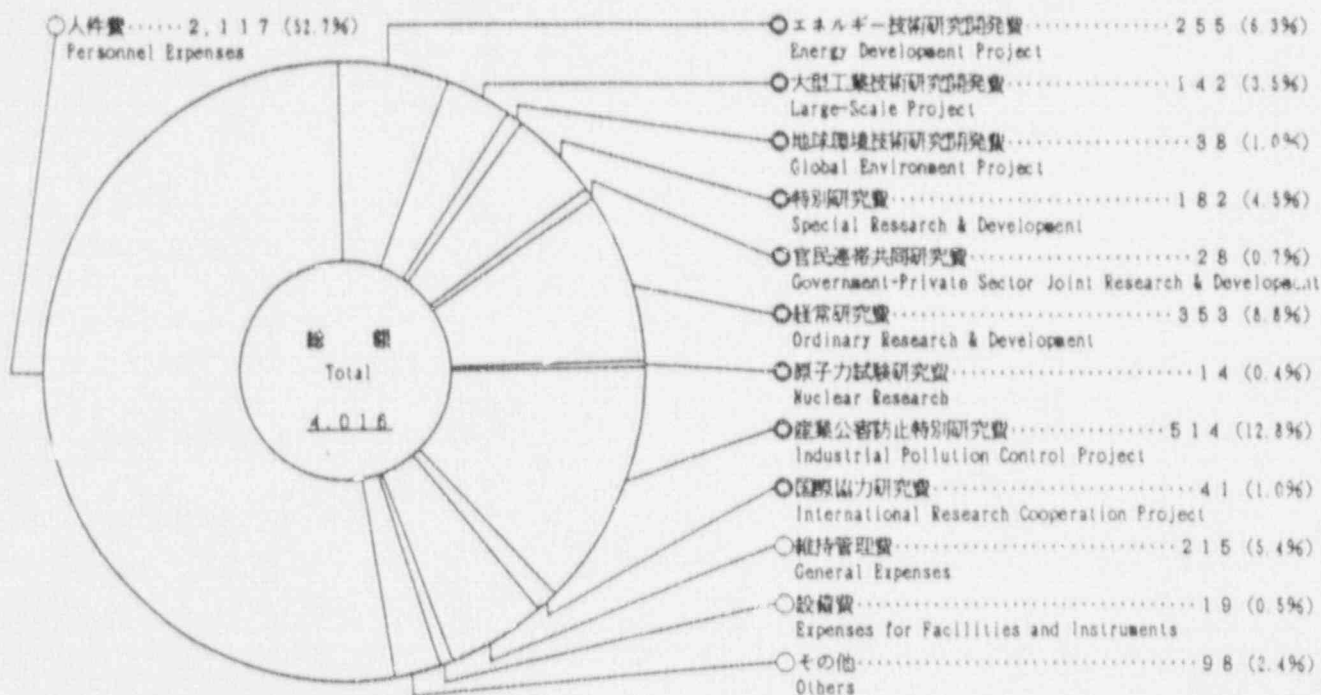 ○人件費······2,117 (52.7%)
Personnel Expenses
○エネルギー技術研究開発費··················255 (6.3%)
Energy Development Project
○大型工業技術研究開発費··················142 (3.5%)
Large-Scale Project
○地球環境技術研究開発費··················38 (1.0%)
Global Environment Project
○特別研究費··················182 (4.5%)
Special Research & Development
○官民連帯共同研究費··················28 (0.7%)
Government-Private Sector Joint Research & Development
○経常研究費··················353 (8.8%)
Ordinary Research & Development
○原子力試験研究費··················14 (0.4%)
Nuclear Research
○産業公害防止特別研究費··················514 (12.8%)
Industrial Pollution Control Project
○国際協力研究費··················41 (1.0%)
International Research Cooperation Project
○維持管理費··················215 (5.4%)
General Expenses
○設備費··················19 (0.5%)
Expenses for Facilities and Instruments
○その他··················98 (2.4%)
Others
総 額
Total
4,016